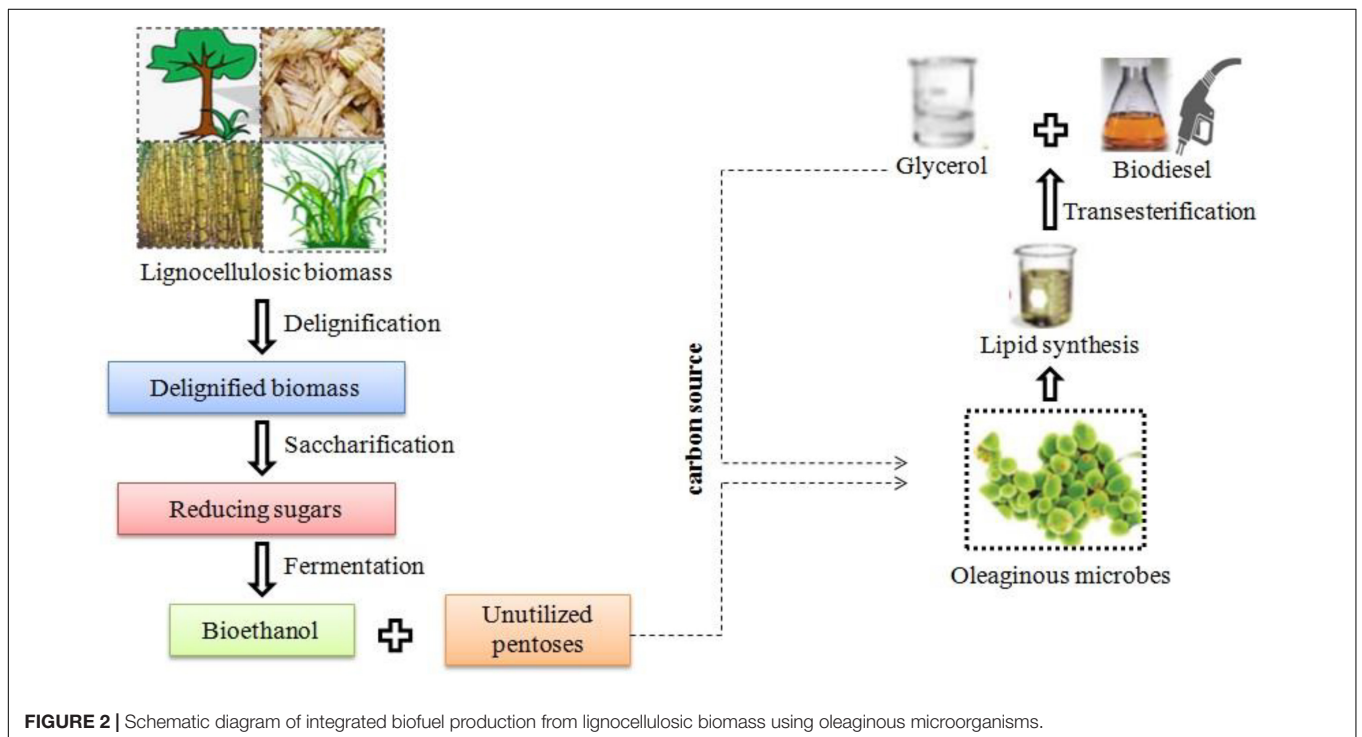 Lignocellulosic biomass
Delignification
Delignified biomass
Saccharification
Reducing sugars
Fermentation
Bioethanol
Unutilized
pentoses
carbon source
Glycerol
Biodiesel
Transesterification
Lipid synthesis
Oleaginous microbes
FIGURE 2 | Schematic diagram of integrated biofuel production from lignocellulosic biomass using oleaginous microorganisms.